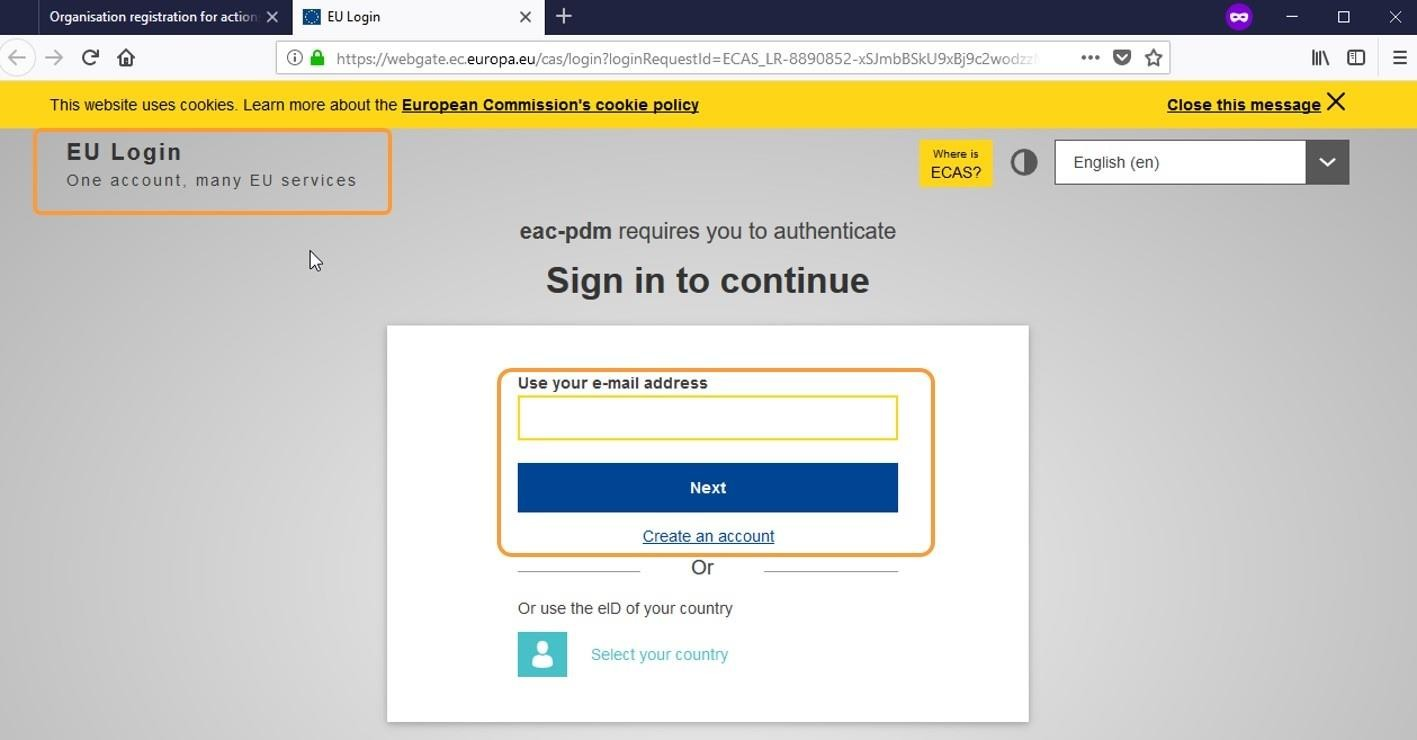 Organisation registration for action
EU Login
https://webgate.ec.europa.eu/cas/login?loginRequestId=ECAS_LR-8890852-xSJmbBSkU9xBj9c2wodzz
This website uses cookies. Learn more about the European Commission's cookie policy
Close this message
EU Login
One account, many EU services
Where is
ECAS?
English (en)
eac-pdm requires you to authenticate
Sign in to continue
Use your e-mail address
Next
Create an account
Or
Or use the eID of your country
Select your country